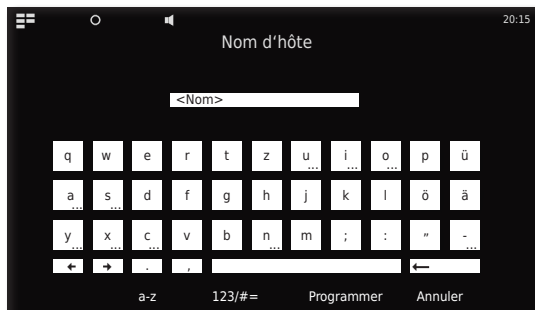 20:15
Nom d‘hôte
<Nom>
q w e r t z u... i... o... p ü
a... s... d f g h j k l ö ä
y... x... c... v b n... m ; : " -...
. ,
a-z 123/#= Programmer Annuler